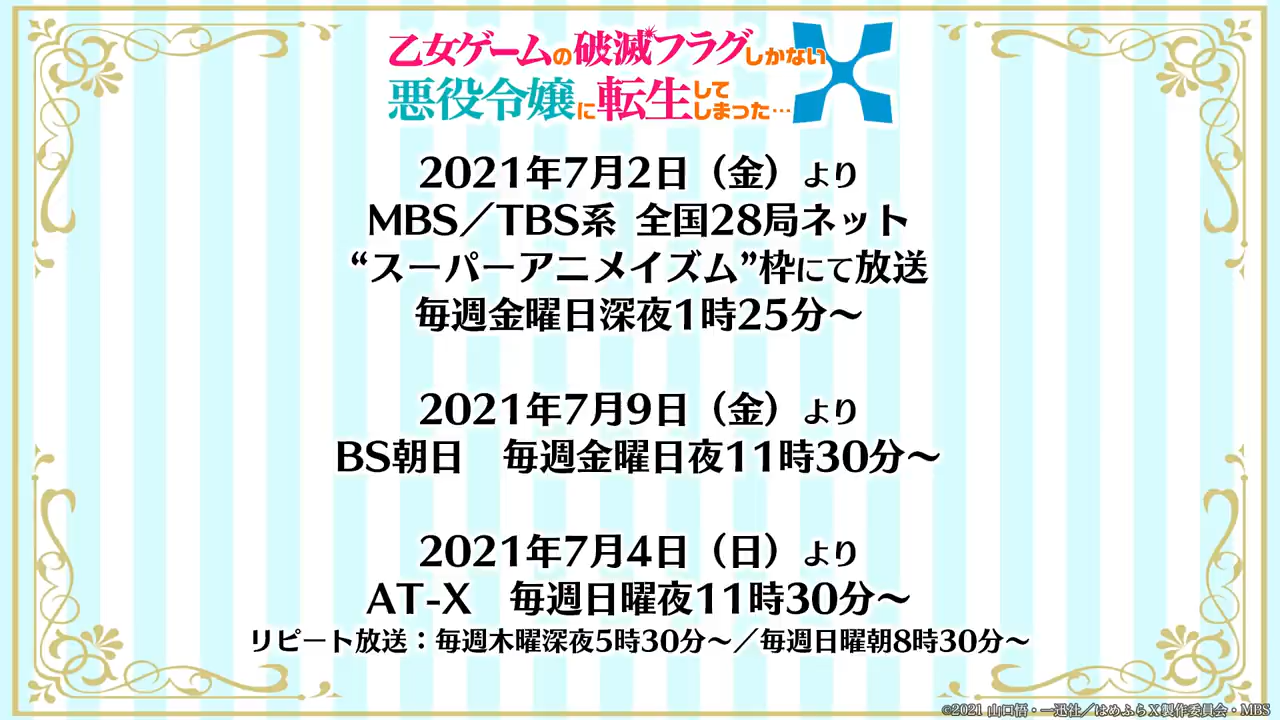 乙女ゲームの破滅フラグしかない
悪役令嬢に転生してしまった…X
2021年7月2日（金）より
MBS／TBS系 全国28局ネット
“スーパーアニメイズム”枠にて放送
毎週金曜日深夜1時25分～
2021年7月9日（金）より
BS朝日　毎週金曜日夜11時30分～
2021年7月4日（日）より
AT-X　毎週日曜夜11時30分～
リピート放送：毎週木曜深夜5時30分～／毎週日曜朝8時30分～
©2021 山口悟・一迅社／はめふらX製作委員会・MBS